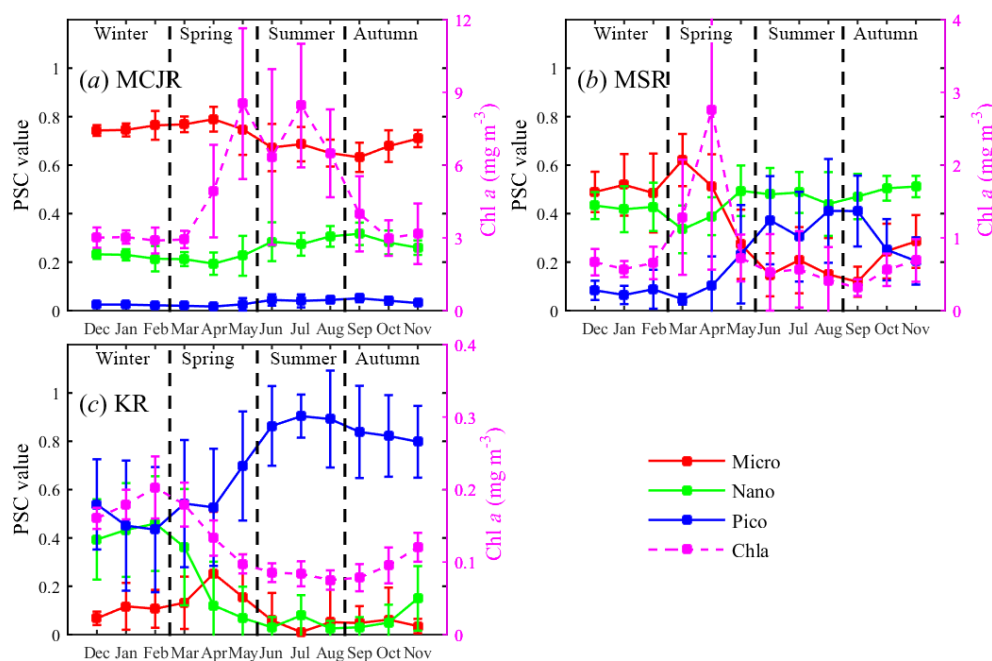 Winter Spring Summer Autumn
(a) MCJR
PSC value
1
0.8
0.6
0.4
0.2
0
Dec Jan Feb Mar Apr May Jun Jul Aug Sep Oct Nov
12
9
6
3
0
Chl a (mg m-3)
Winter Spring Summer Autumn
(b) MSR
PSC value
1
0.8
0.6
0.4
0.2
0
Dec Jan Feb Mar Apr May Jun Jul Aug Sep Oct Nov
4
3
2
1
0
Chl a (mg m-3)
Winter Spring Summer Autumn
(c) KR
PSC value
1
0.8
0.6
0.4
0.2
0
Dec Jan Feb Mar Apr May Jun Jul Aug Sep Oct Nov
0.4
0.3
0.2
0.1
0
Chl a (mg m-3)
Micro
Nano
Pico
Chla